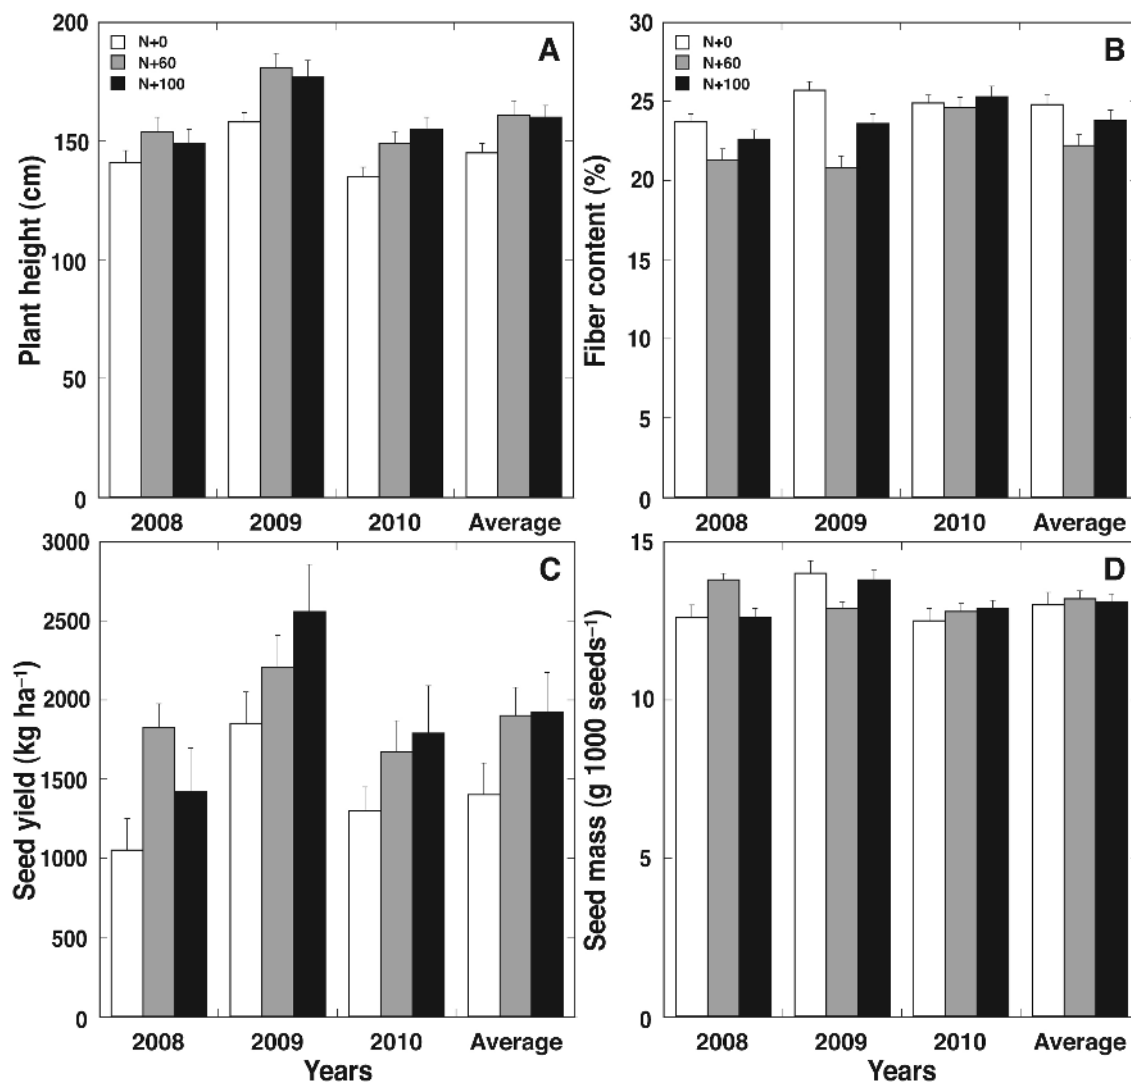 200
150
100
50
0
Plant height (cm)
N+0
N+60
N+100
A
2008 2009 2010 Average
30
25
20
15
10
5
0
Fiber content (%)
N+0
N+60
N+100
B
2008 2009 2010 Average
3000
2500
2000
1500
1000
500
0
Seed yield (kg ha⁻¹)
C
2008 2009 2010 Average
Years
15
10
5
0
Seed mass (g 1000 seeds⁻¹)
D
2008 2009 2010 Average
Years